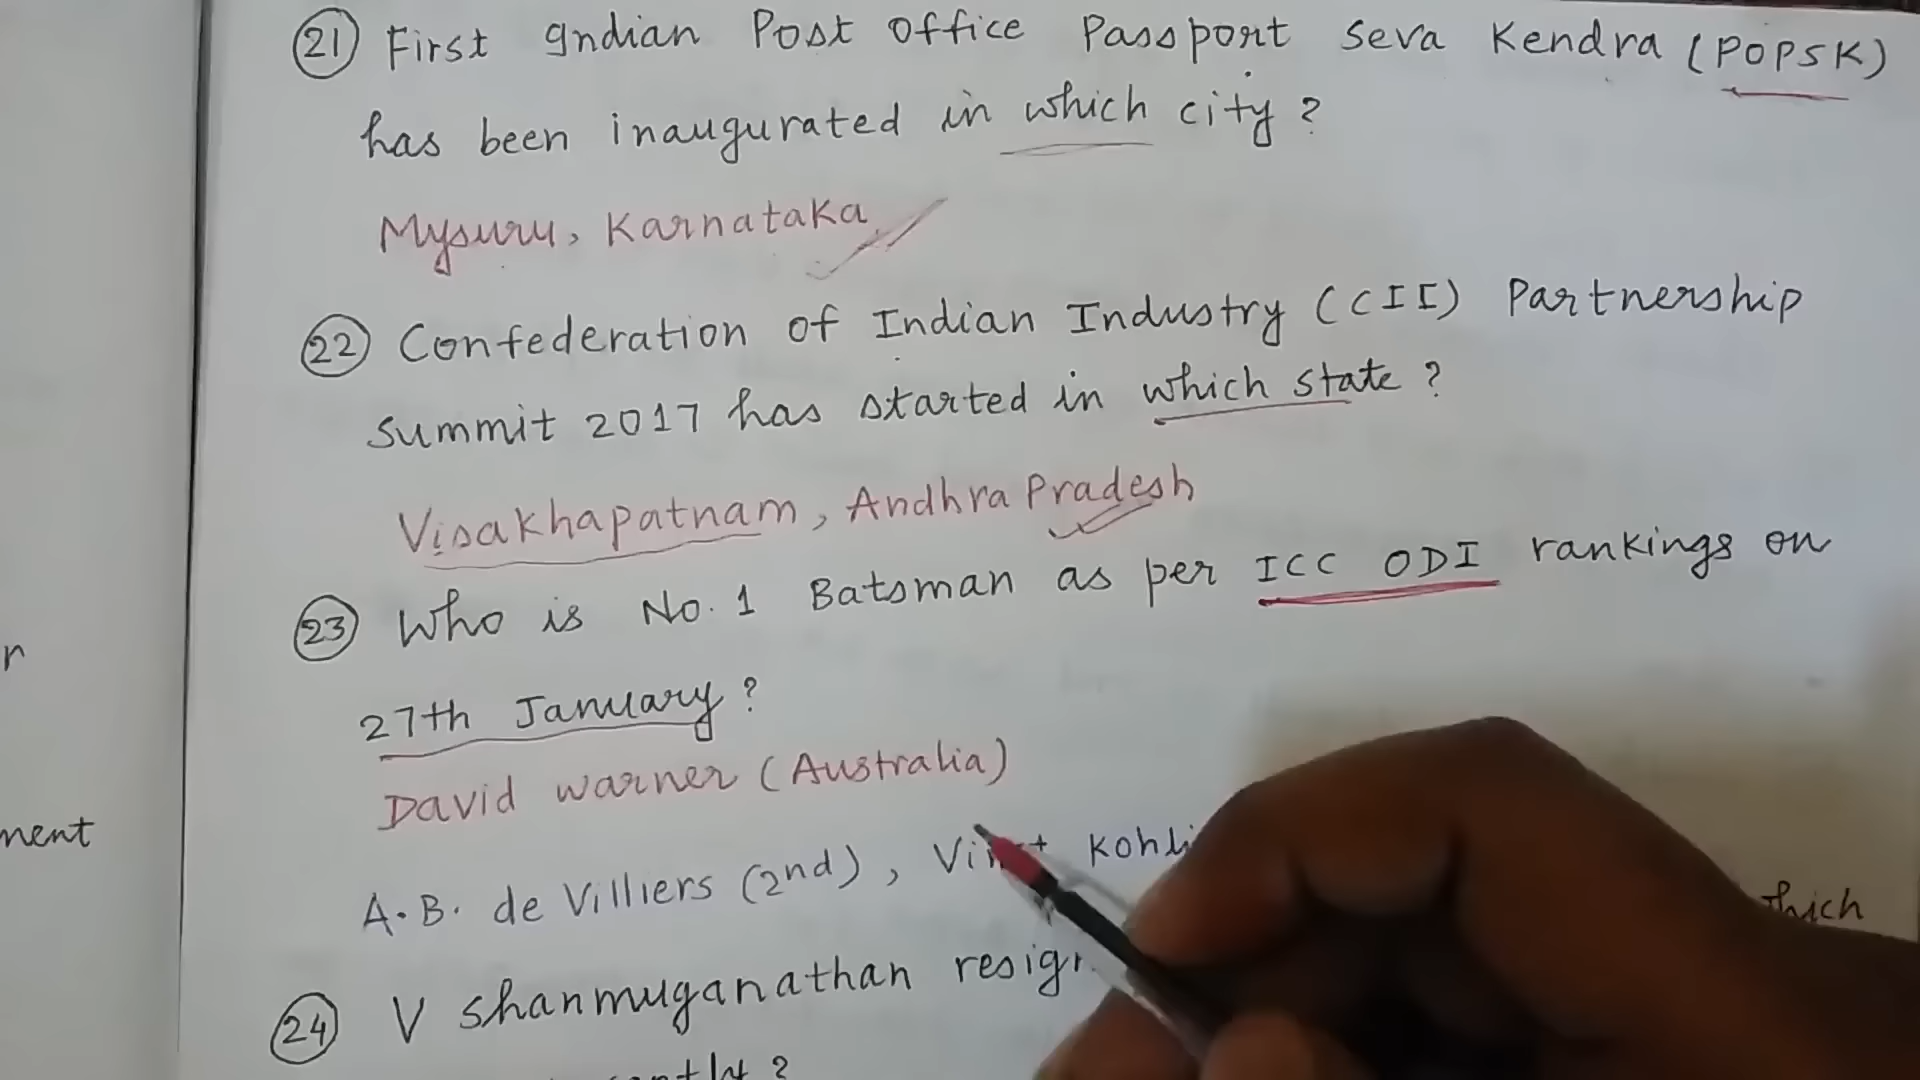 21 First Indian Post Office Passport Seva Kendra (POPSK)
has been inaugurated in which city?
Mysuru, Karnataka
22 Confederation of Indian Industry (CII) Partnership
Summit 2017 has started in which state?
Visakhapatnam, Andhra Pradesh
23 Who is No. 1 Batsman as per ICC ODI rankings on
27th January?
David Warner (Australia)
A.B. de Villiers (2nd), Virat Kohli
24 V Shanmuganathan which